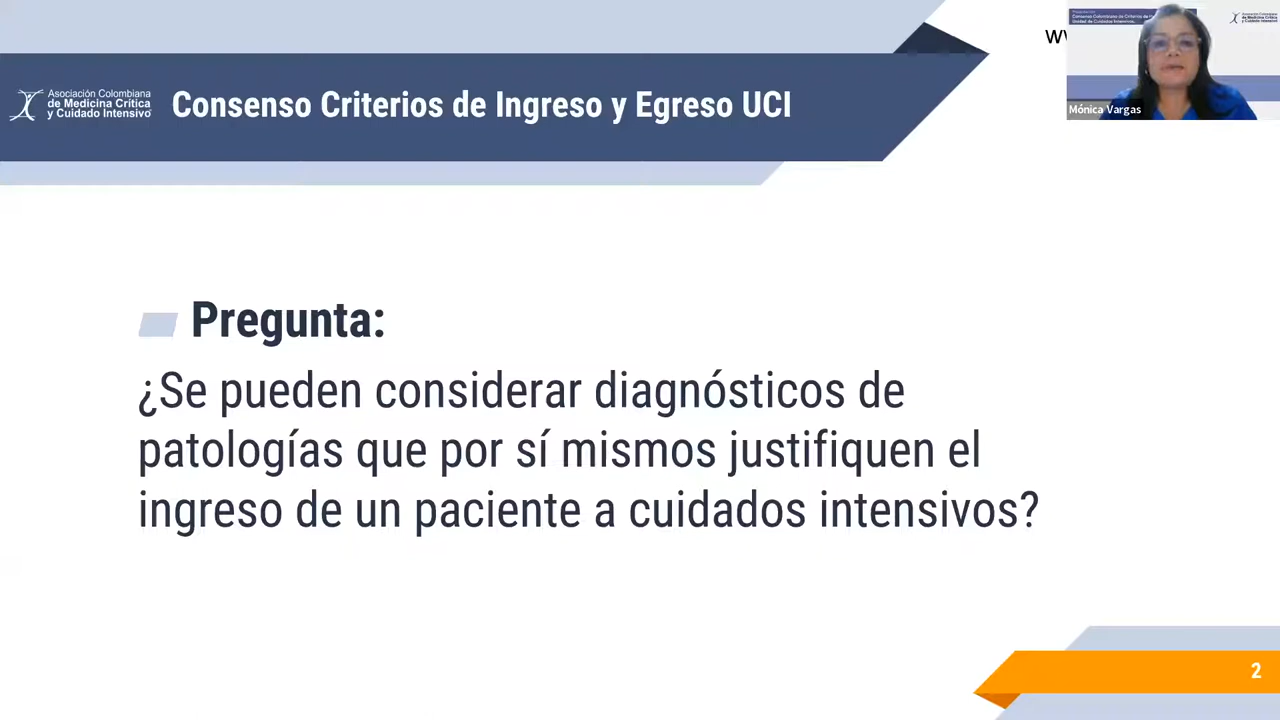 Asociación Colombiana
de Medicina Crítica
y Cuidado Intensivo
Consenso Criterios de Ingreso y Egreso UCI
Mónica Vargas
Pregunta:
¿Se pueden considerar diagnósticos de
patologías que por sí mismos justifiquen el
ingreso de un paciente a cuidados intensivos?
2